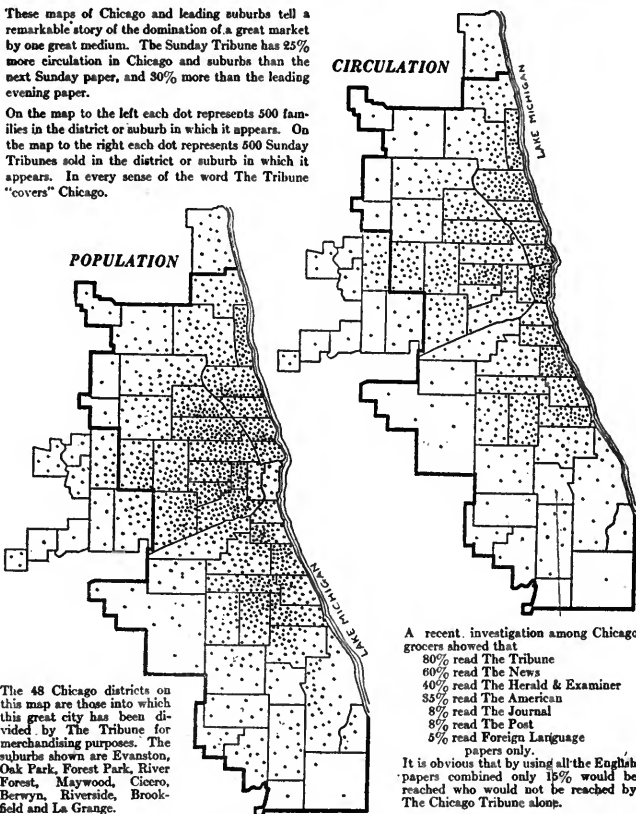 These maps of Chicago and leading suburbs tell a
remarkable story of the domination of a great market
by one great medium. The Sunday Tribune has 25%
more circulation in Chicago and suburbs than the
next Sunday paper, and 30% more than the leading
evening paper.
On the map to the left each dot represents 500 fam-
ilies in the district or suburb in which it appears. On
the map to the right each dot represents 500 Sunday
Tribunes sold in the district or suburb in which it
appears. In every sense of the word The Tribune
"covers" Chicago.
CIRCULATION
LAKE MICHIGAN
POPULATION
LAKE MICHIGAN
The 48 Chicago districts on
this map are those into which
this great city has been di-
vided by The Tribune for
merchandising purposes. The
suburbs shown are Evanston,
Oak Park, Forest Park, River
Forest, Maywood, Cicero,
Berwyn, Riverside, Brook-
field and La Grange.
A recent investigation among Chicago
grocers showed that
80% read The Tribune
60% read The News
40% read The Herald & Examiner
35% read The American
8% read The Journal
8% read The Post
5% read Foreign Language
papers only.
It is obvious that by using all the English
papers combined only 15% would be
reached who would not be reached by
The Chicago Tribune alone.